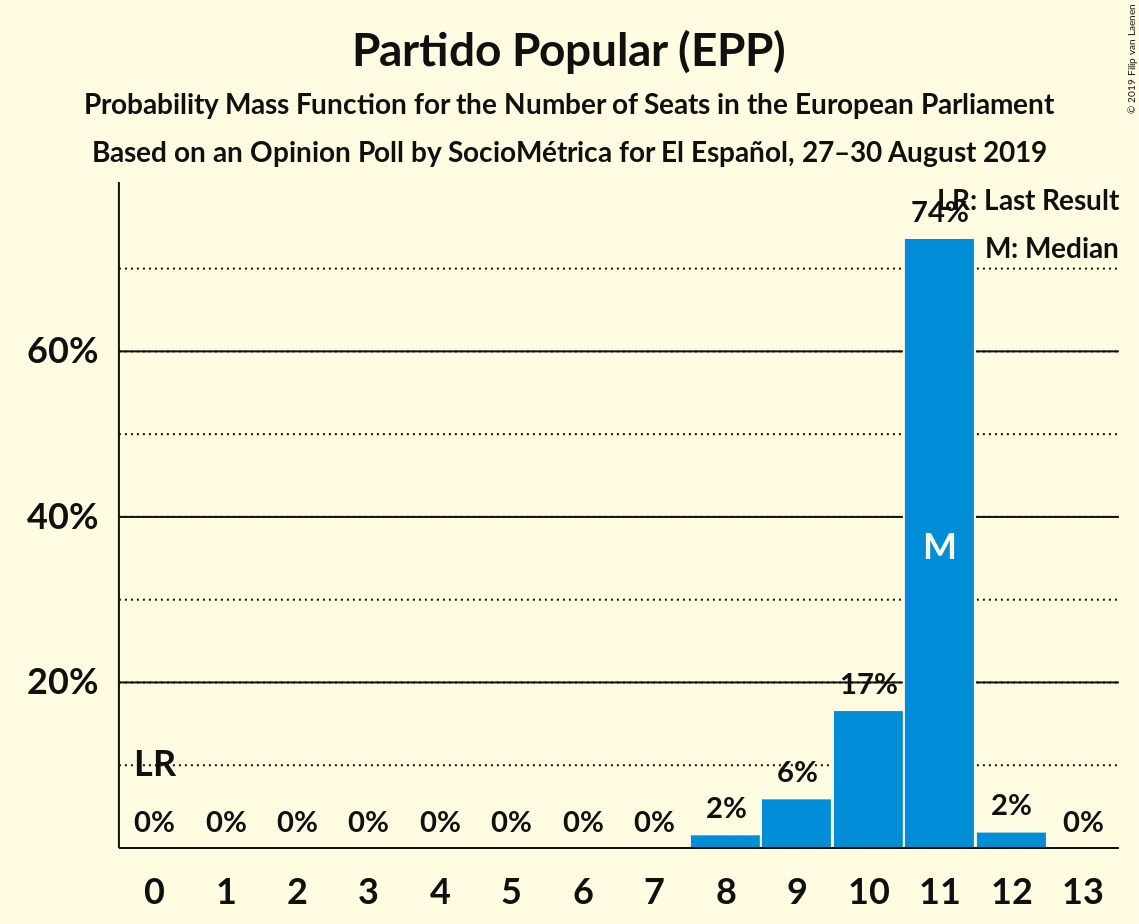 Partido Popular (EPP)
Probability Mass Function for the Number of Seats in the European Parliament
Based on an Opinion Poll by SocioMétrica for El Español, 27–30 August 2019
© 2019 Filip van Laenen
LR: Last Result
M: Median
74%
60%
40%
M
20%
17%
LR
6%
0% 0% 0% 0% 0% 0% 0% 0% 2% 2% 0%
0 1 2 3 4 5 6 7 8 9 10 11 12 13